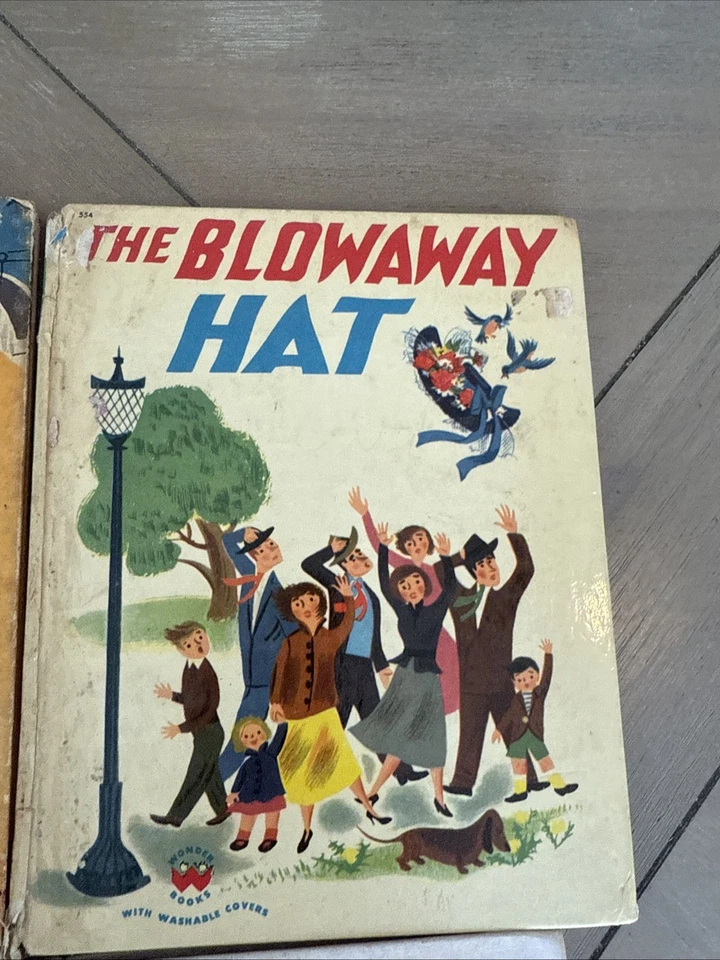 554
THE BLOWAWAY
HAT
WONDER
BOOKS
WITH WASHABLE COVERS